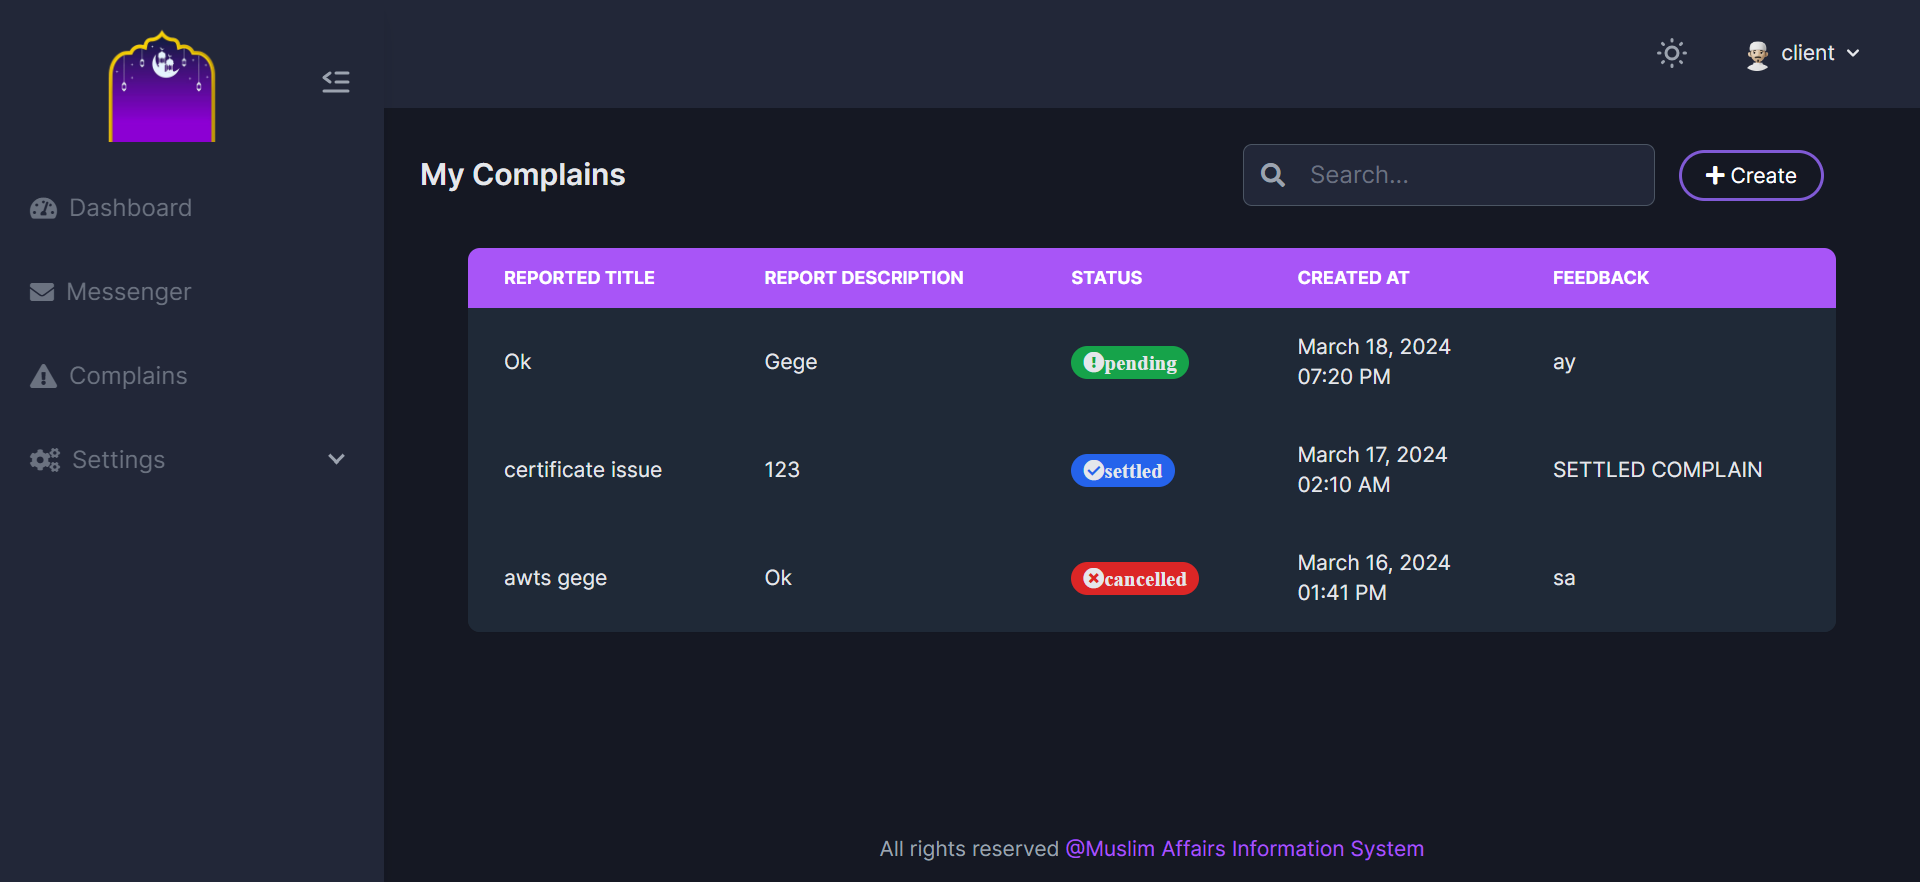 client
Dashboard
Messenger
Complains
Settings
My Complains
Search...
Create
REPORTED TITLE REPORT DESCRIPTION STATUS CREATED AT FEEDBACK
Ok Gege pending March 18, 2024 07:20 PM ay
certificate issue 123 settled March 17, 2024 02:10 AM SETTLED COMPLAIN
awts gege Ok cancelled March 16, 2024 01:41 PM sa
All rights reserved @Muslim Affairs Information System